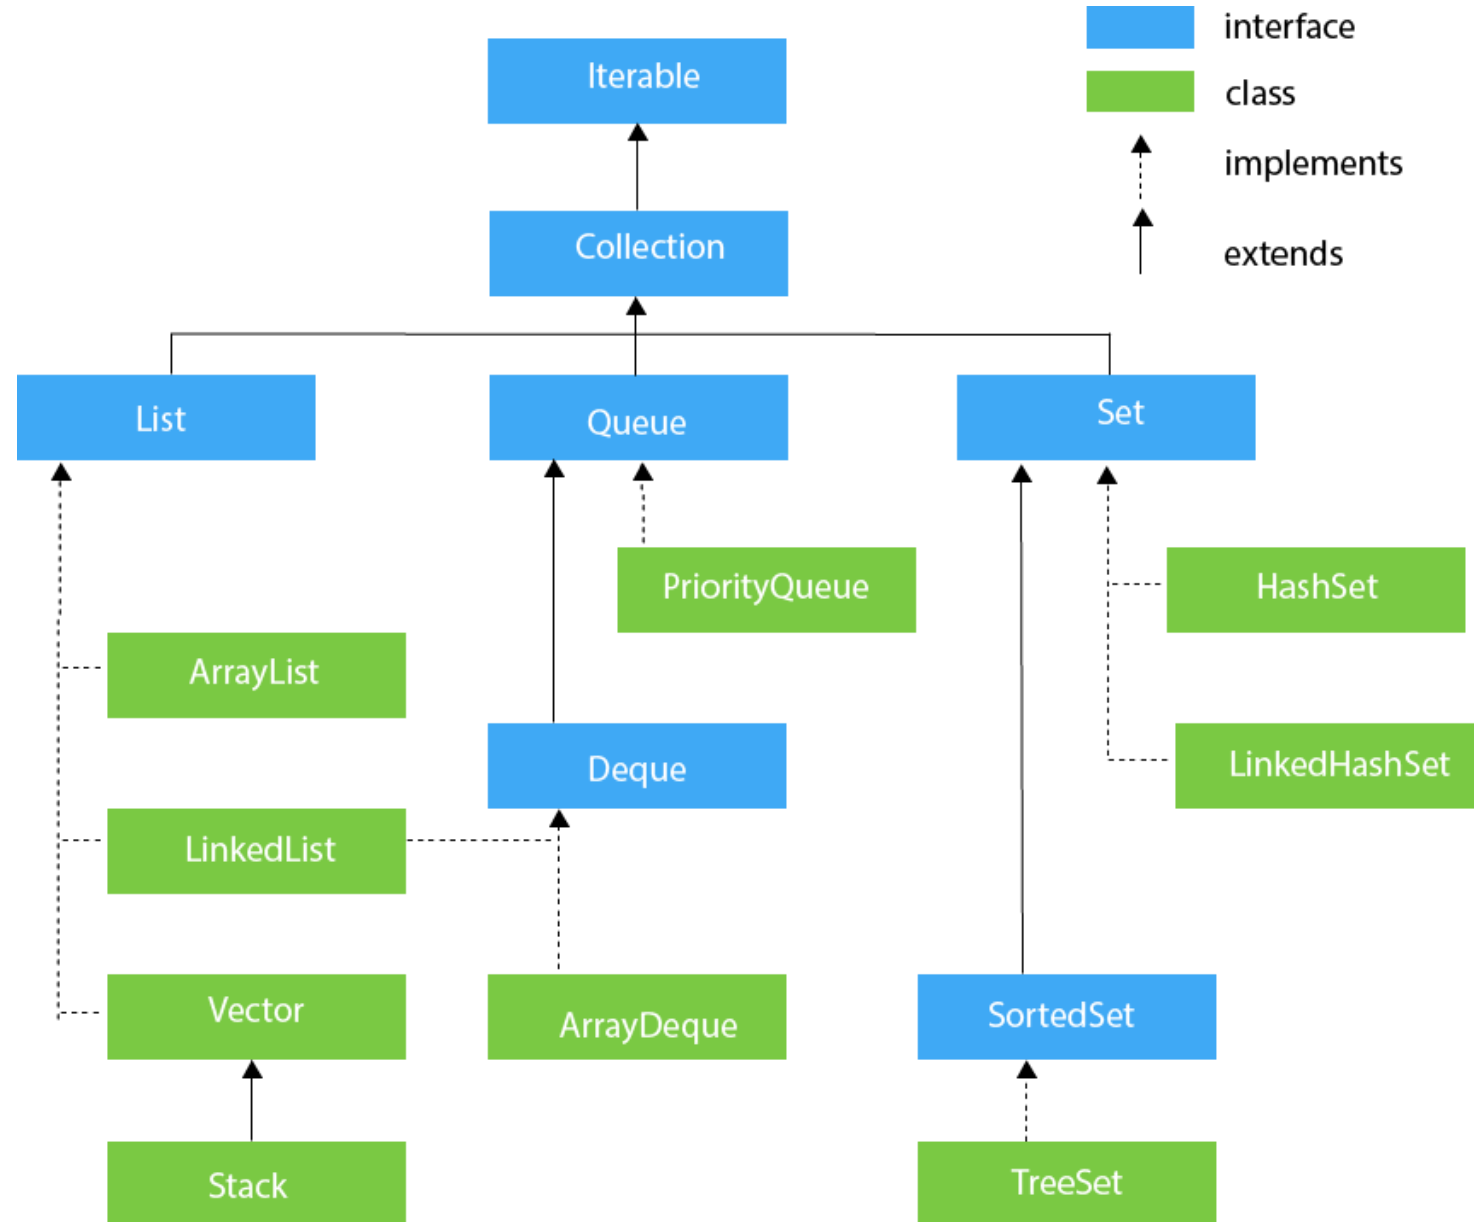 interface
Iterable
class
implements
Collection
extends
List
Queue
Set
PriorityQueue
HashSet
ArrayList
Deque
LinkedHashSet
LinkedList
Vector
ArrayDeque
SortedSet
Stack
TreeSet